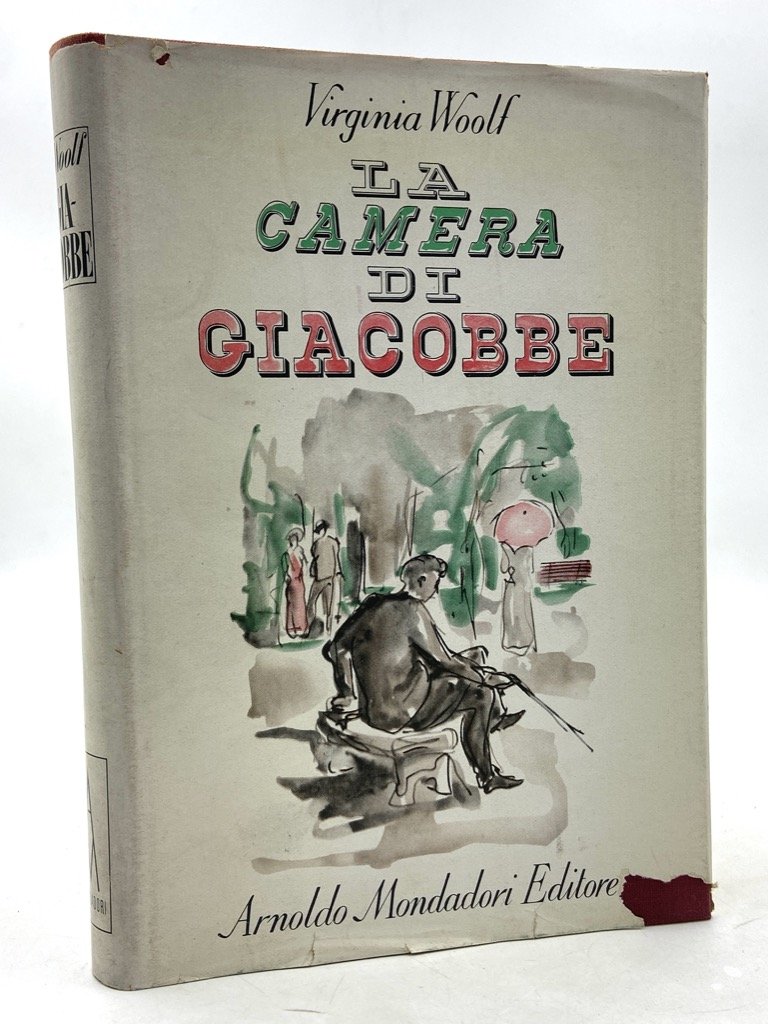 Virginia Woolf
LA
CAMERA
DI
GIACOBBE
Arnoldo Mondadori Editore